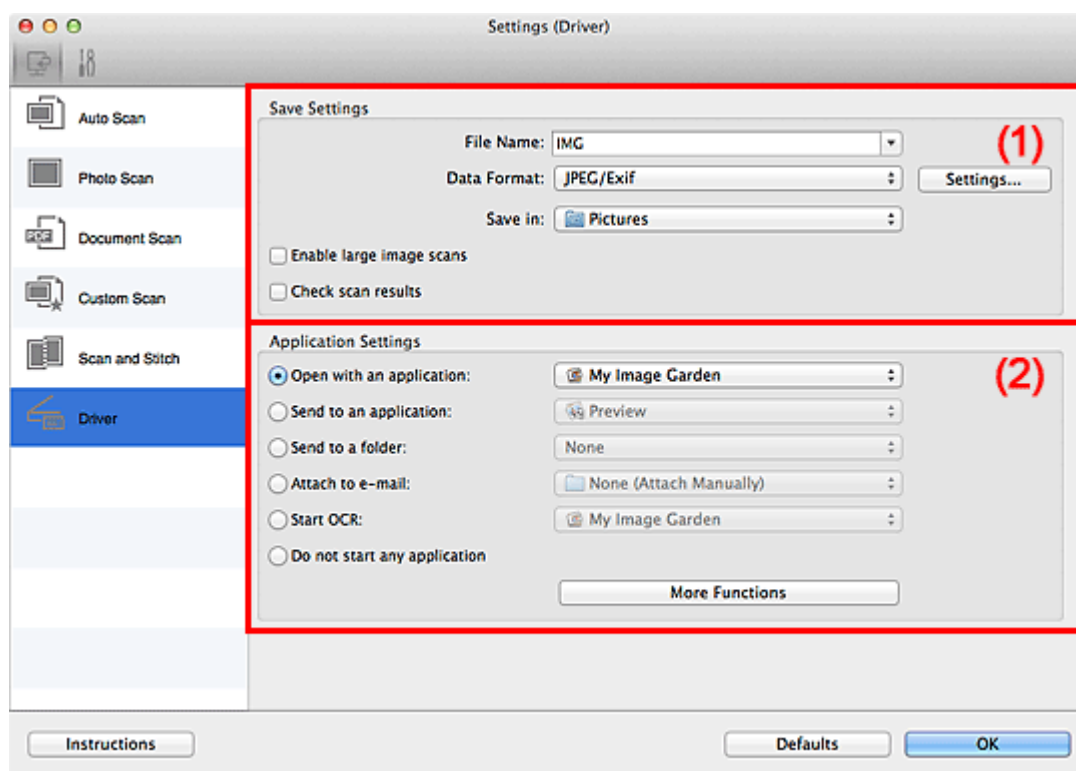 Settings (Driver)
Auto Scan
Photo Scan
Document Scan
Custom Scan
Scan and Stitch
Driver
Save Settings
(1)
File Name: IMG
Data Format: JPEG/Exif Settings...
Save in: Pictures
Enable large image scans
Check scan results
Application Settings
(2)
Open with an application: My Image Garden
Send to an application: Preview
Send to a folder: None
Attach to e-mail: None (Attach Manually)
Start OCR: My Image Garden
Do not start any application
More Functions
Instructions Defaults OK